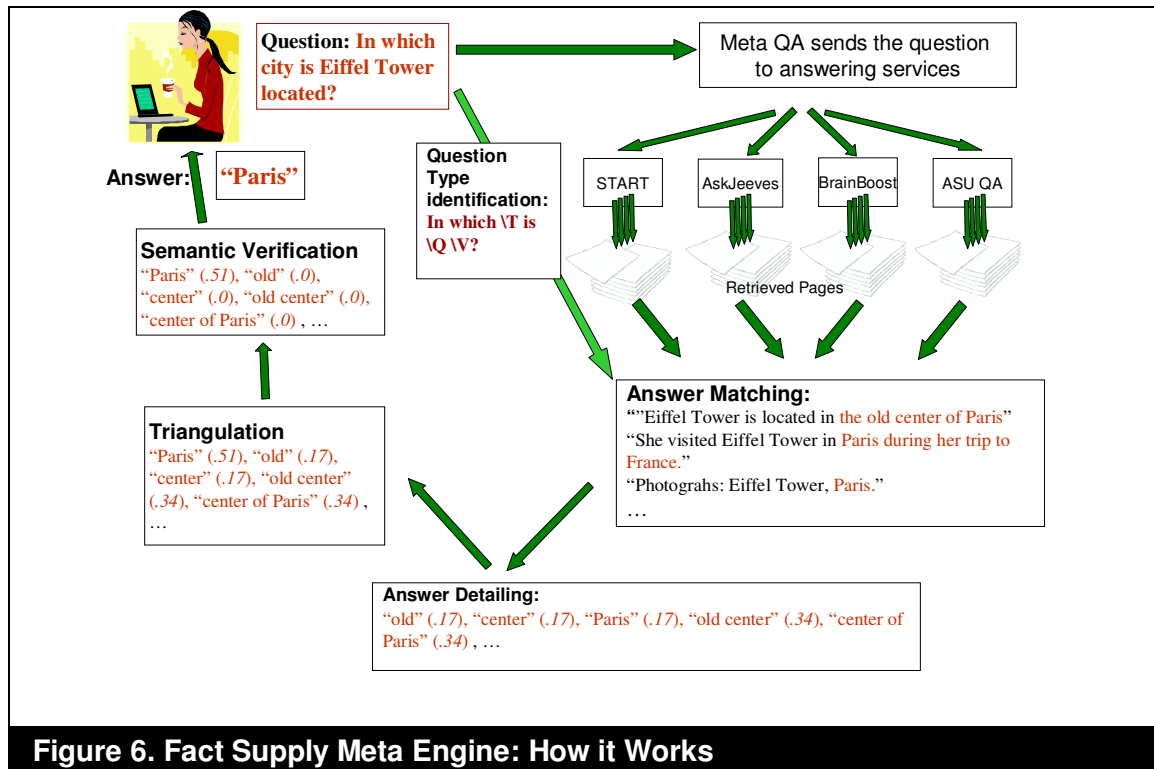 Question: In which
city is Eiffel Tower
located?
Meta QA sends the question
to answering services
Question
Type
identification:
In which \T is
\Q \V?
START
AskJeeves
BrainBoost
ASU QA
Retrieved Pages
Answer:
“Paris”
Semantic Verification
“Paris” (.51), “old” (.0),
“center” (.0), “old center” (.0),
“center of Paris” (.0) , …
Triangulation
“Paris” (.51), “old” (.17),
“center” (.17), “old center”
(.34), “center of Paris” (.34) ,
…
Answer Matching:
“”Eiffel Tower is located in the old center of Paris”
“She visited Eiffel Tower in Paris during her trip to
France.”
“Photograhs: Eiffel Tower, Paris.”
…
Answer Detailing:
“old” (.17), “center” (.17), “Paris” (.17), “old center” (.34), “center of
Paris” (.34) , …
Figure 6. Fact Supply Meta Engine: How it Works